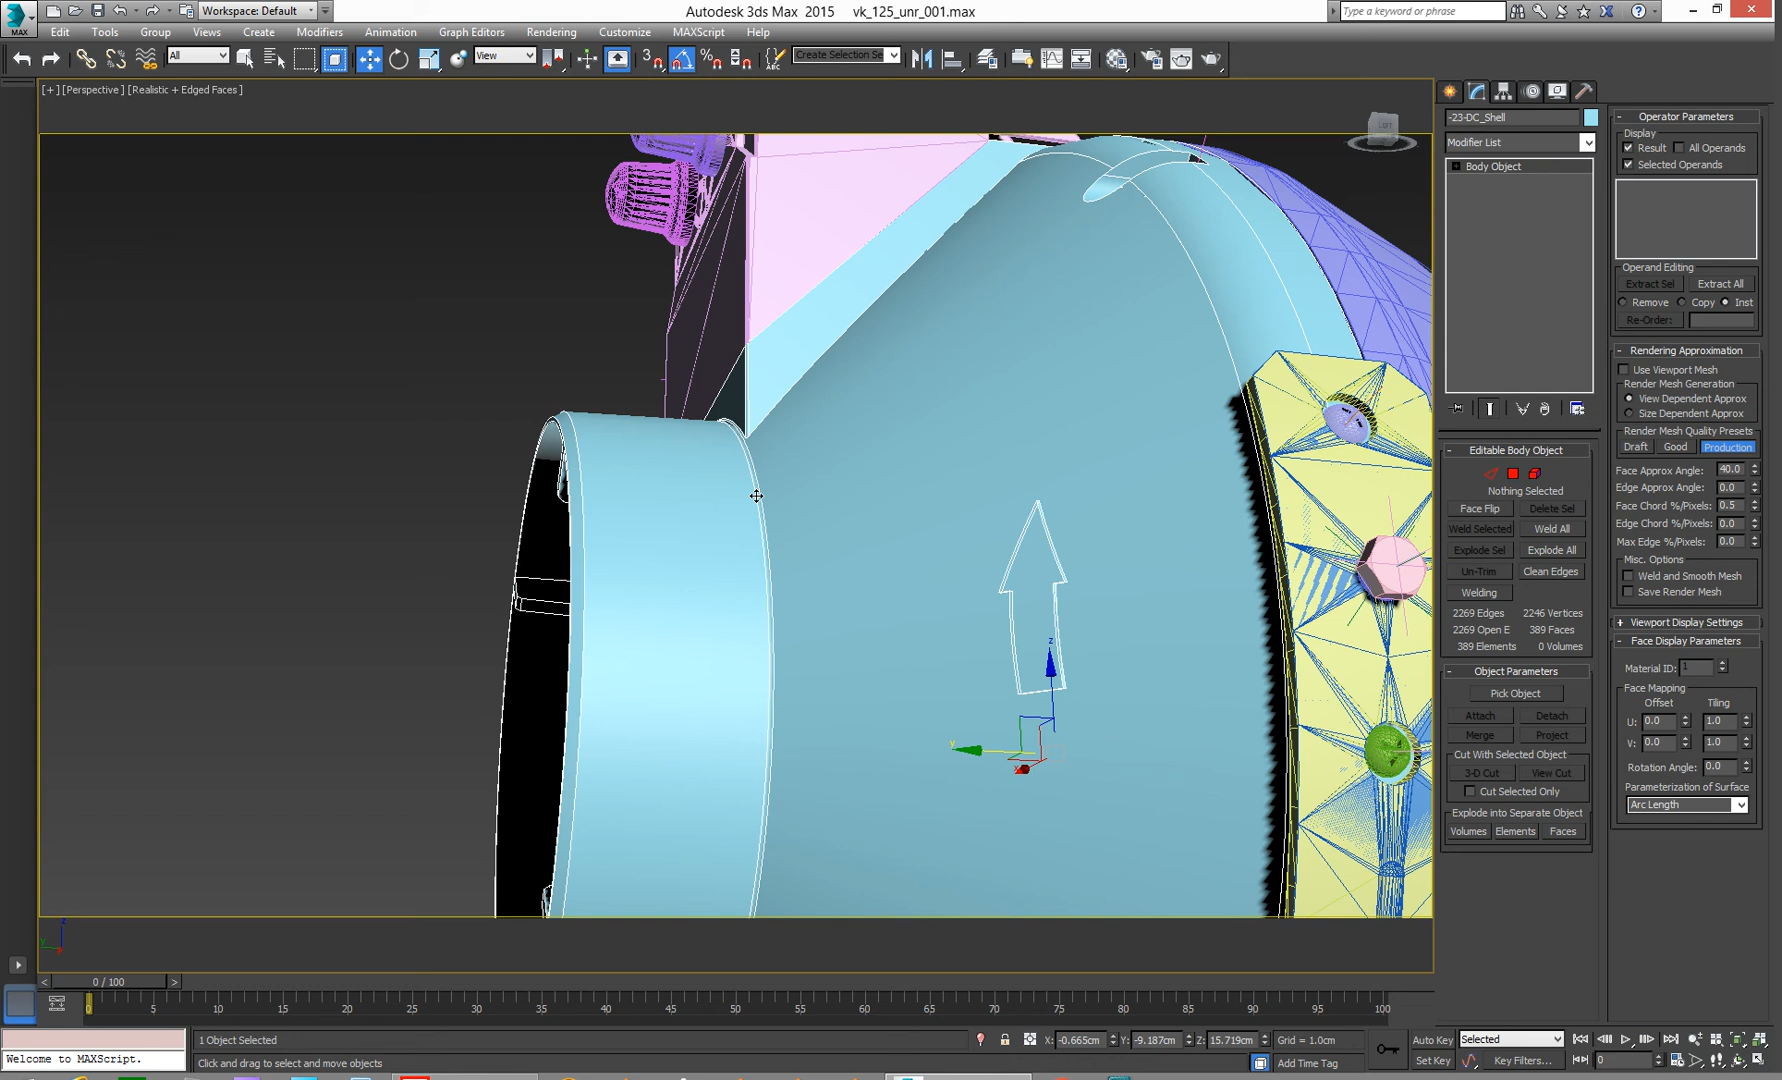 Workspace: Default
Autodesk 3ds Max 2015 vk_125_unr_001.max
Type a keyword or phrase
MAX
Edit Tools Group Views Create Modifiers Animation Graph Editors Rendering Customize MAXScript Help
All View Create Selection Se
[+] [Perspective] [Realistic + Edged Faces]
-23-DC_Shell
Modifier List
Body Object
Editable Body Object
Nothing Selected
Face Flip Delete Sel
Weld Selected Weld All
Explode Sel Explode All
Un-Trim Clean Edges
Welding
2269 Edges 2246 Vertices
2269 Open E 389 Faces
389 Elements 0 Volumes
Object Parameters
Pick Object
Attach Detach
Merge Project
Cut With Selected Object
3-D Cut View Cut
Cut Selected Only
Explode into Separate Object
Volumes Elements Faces
Operator Parameters
Display
Result All Operands
Selected Operands
Operand Editing
Extract Sel Extract All
Remove Copy Inst
Re-Order:
Rendering Approximation
Use Viewport Mesh
Render Mesh Generation
View Dependent Approx
Size Dependent Approx
Render Mesh Quality Presets
Draft Good Production
Face Approx Angle: 40.0
Edge Approx Angle: 0.0
Face Chord %/Pixels: 0.5
Edge Chord %/Pixels: 0.0
Max Edge %/Pixels: 0.0
Misc. Options
Weld and Smooth Mesh
Save Render Mesh
Viewport Display Settings
Face Display Parameters
Material ID: 1
Face Mapping
Offset Tiling
U: 0.0 1.0
V: 0.0 1.0
Rotation Angle: 0.0
Parameterization of Surface
Arc Length
z
y
x
z
y
x
< 0 / 100 >
0 5 10 15 20 25 30 35 40 45 50 55 60 65 70 75 80 85 90 95 100
1 Object Selected
X: -0.665cm Y: -9.187cm Z: 15.719cm Grid = 1.0cm
Auto Key Selected
Welcome to MAXScript.
Click and drag to select and move objects
Add Time Tag
Set Key Key Filters... 0